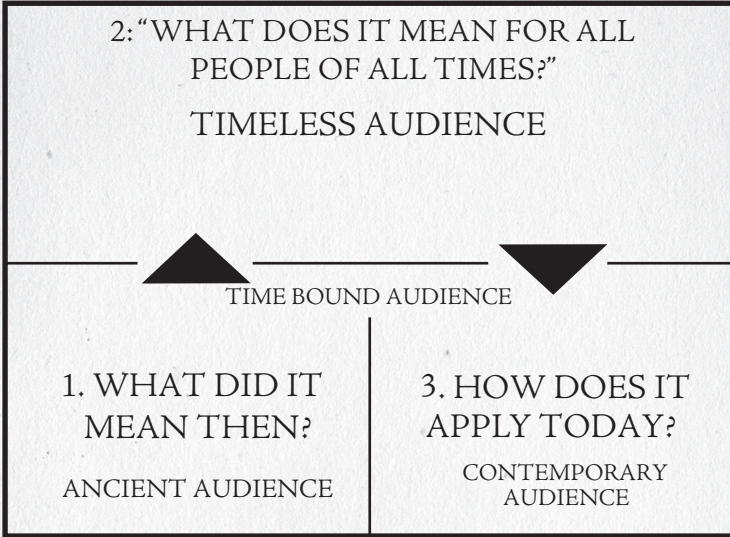 2: “WHAT DOES IT MEAN FOR ALL
PEOPLE OF ALL TIMES?”
TIMELESS AUDIENCE
TIME BOUND AUDIENCE
1. WHAT DID IT
MEAN THEN?
ANCIENT AUDIENCE
3. HOW DOES IT
APPLY TODAY?
CONTEMPORARY
AUDIENCE